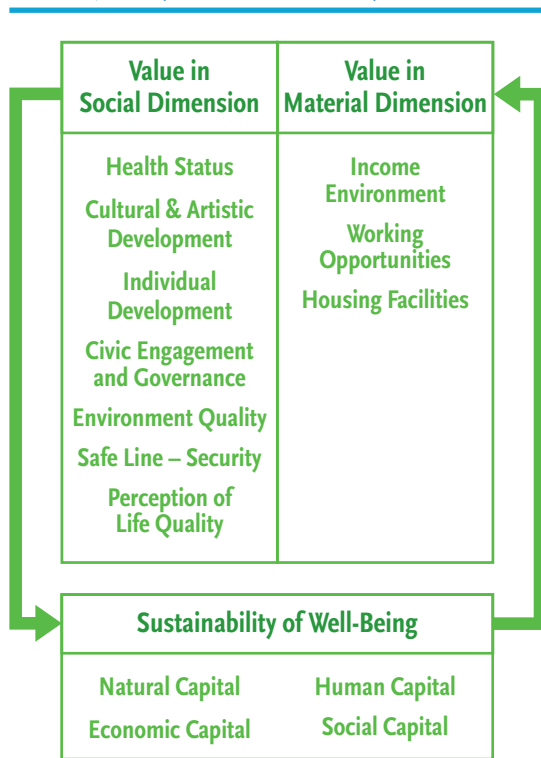 Value in
Social Dimension
Value in
Material Dimension
Health Status
Cultural & Artistic
Development
Individual
Development
Civic Engagement
and Governance
Environment Quality
Safe Line – Security
Perception of
Life Quality
Income
Environment
Working
Opportunities
Housing Facilities
Sustainability of Well-Being
Natural Capital
Human Capital
Economic Capital
Social Capital